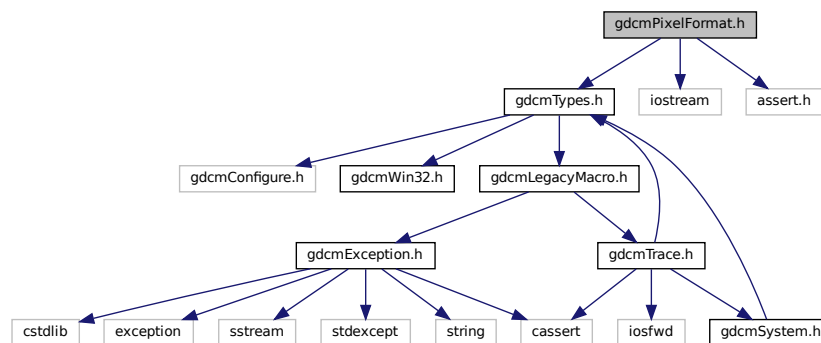 gdcmPixelFormat.h
gdcmTypes.h
iostream
assert.h
gdcmConfigure.h
gdcmWin32.h
gdcmLegacyMacro.h
gdcmException.h
gdcmTrace.h
cstdlib
exception
sstream
stdexcept
string
cassert
iosfwd
gdcmSystem.h